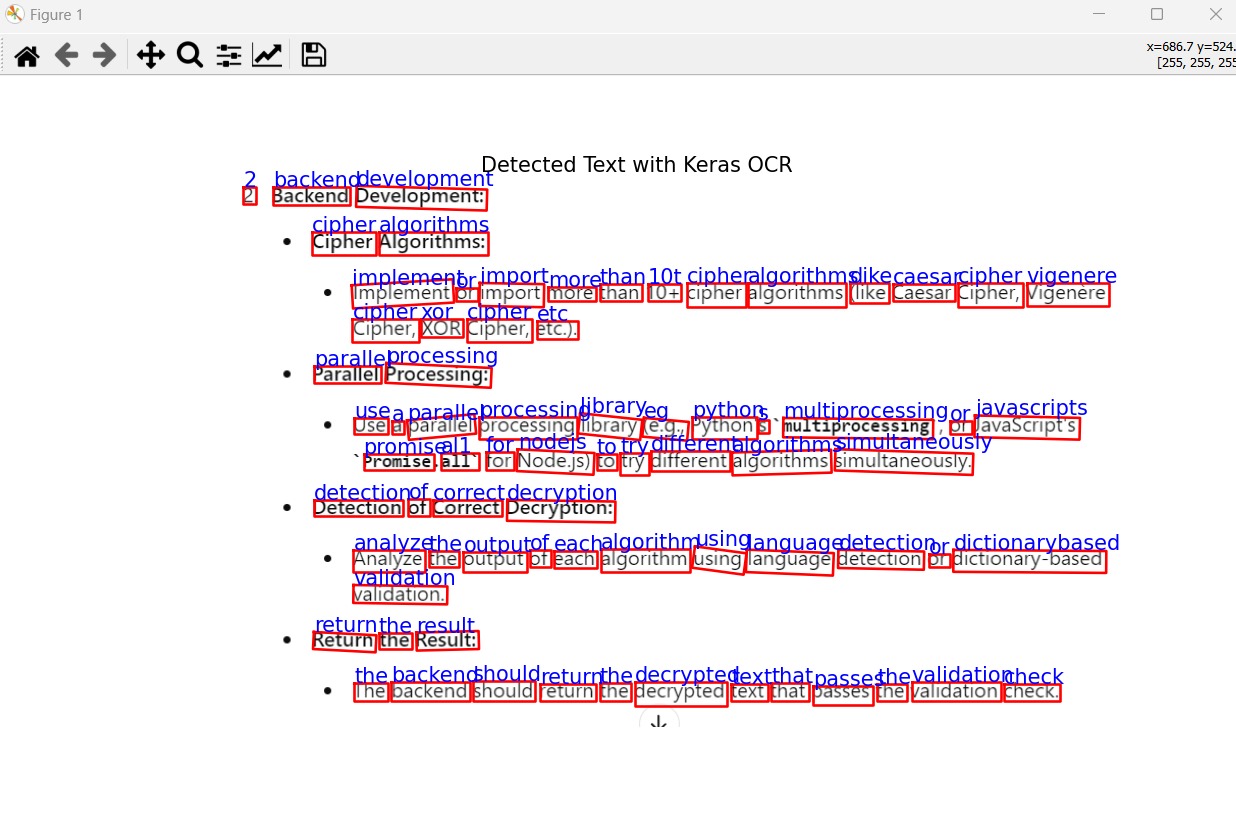 Figure 1
x=686.7 y=524.
[255, 255, 255
Detected Text with Keras OCR
2 backend development
2 Backend Development:
cipher algorithms
• Cipher Algorithms:
implement or import more than 10t cipher algorithms dike caesar cipher vigenere
• Implement or import more than 10+ cipher algorithms (like Caesar Cipher, Vigenère
cipher xor cipher etc
Cipher, XOR Cipher, etc.).
parallel processing
• Parallel Processing:
use a parallel processing library eg python s multiprocessing or javascripts
• Use a parallel processing library (e.g., Python's `multiprocessing`, or JavaScript's
promise al1 for nodejs to try different algorithms simultaneously
`Promise.all` for Node.js) to try different algorithms simultaneously.
detection of correct decryption
• Detection of Correct Decryption:
analyze the output of each algorithm using language detection or dictionarybased
• Analyze the output of each algorithm using language detection or dictionary-based
validation
validation.
return the result
• Return the Result:
the backend should return the decrypted text that passes the validation check
• The backend should return the decrypted text that passes the validation check.